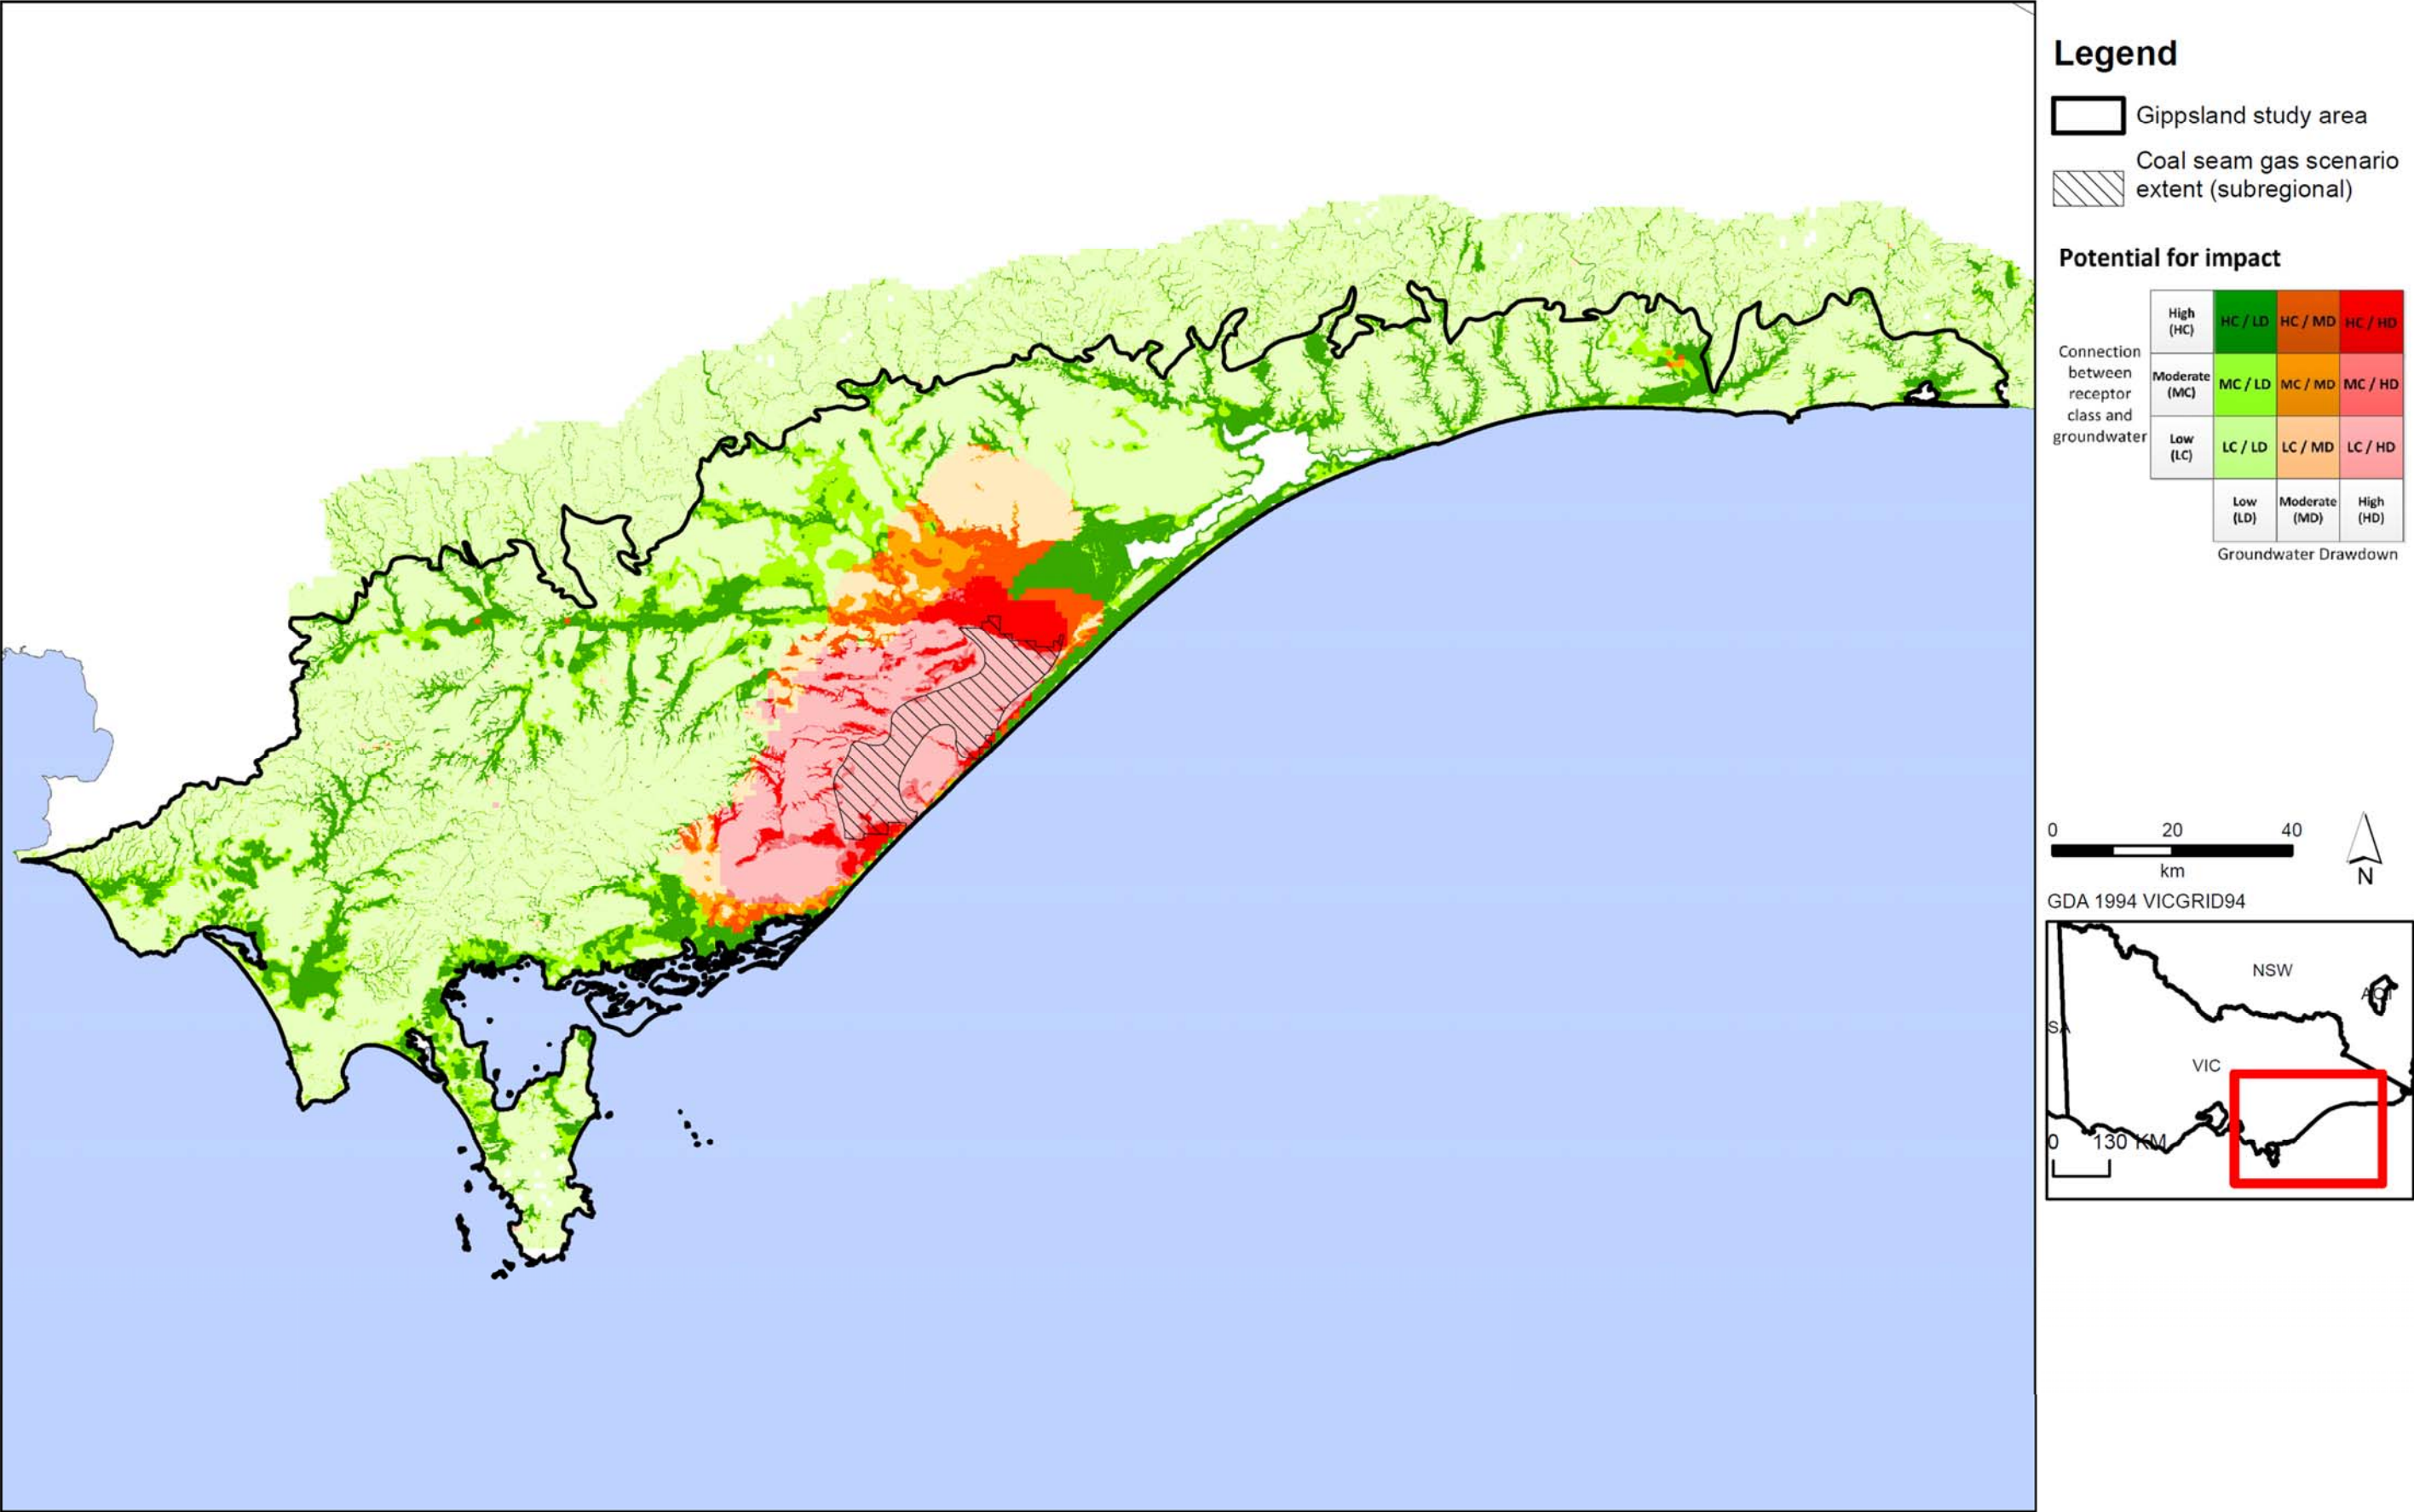 Legend
Gippsland study area
Coal seam gas scenario
extent (subregional)
Potential for impact
Connection
between
receptor
class and
groundwater
High
(HC)
HC / LD HC / MD HC / HD
Moderate
(MC)
MC / LD MC / MD MC / HD
Low
(LC)
LC / LD LC / MD LC / HD
Low
(LD)
Moderate
(MD)
High
(HD)
Groundwater Drawdown
0 20 40
km
N
GDA 1994 VICGRID94
NSW
ACT
SA
VIC
0 130 KM